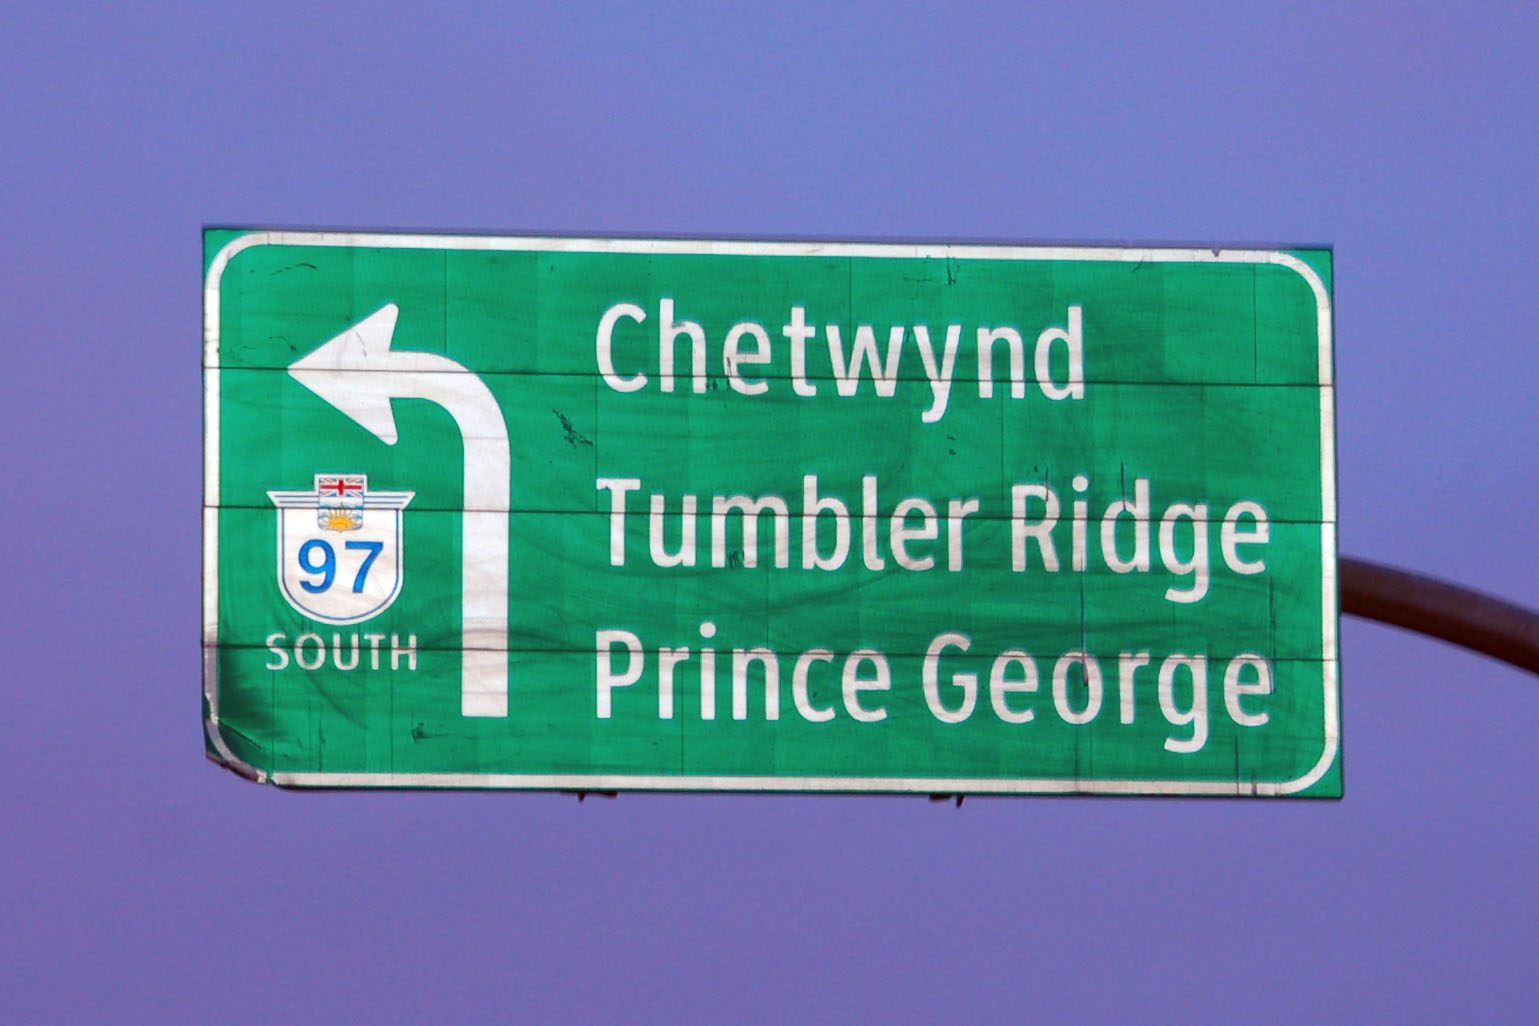 Chetwynd
Tumbler Ridge
Prince George
97
SOUTH